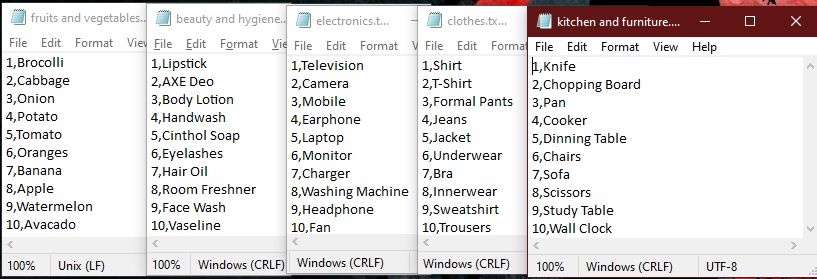 fruits and vegetables...
File Edit Format View
1,Brocolli
2,Cabbage
3,Onion
4,Potato
5,Tomato
6,Oranges
7,Banana
8,Apple
9,Watermelon
10,Avacado
100% Unix (LF)
beauty and hygiene...
File Edit Format View
1,Lipstick
2,AXE Deo
3,Body Lotion
4,Handwash
5,Cinthol Soap
6,Eyelashes
7,Hair Oil
8,Room Freshner
9,Face Wash
10,Vaseline
100% Windows (CRLF)
electronics.t...
File Edit Format
1,Television
2,Camera
3,Mobile
4,Earphone
5,Laptop
6,Monitor
7,Charger
8,Washing Machine
9,Headphone
10,Fan
Windows (CRLF)
clothes.tx...
File Edit Format
1,Shirt
2,T-Shirt
3,Formal Pants
4,Jeans
5,Jacket
6,Underwear
7,Bra
8,Innerwear
9,Sweatshirt
10,Trousers
Windows (CRLF)
kitchen and furniture....
File Edit Format View Help
1,Knife
2,Chopping Board
3,Pan
4,Cooker
5,Dinning Table
6,Chairs
7,Sofa
8,Scissors
9,Study Table
10,Wall Clock
100% Windows (CRLF) UTF-8